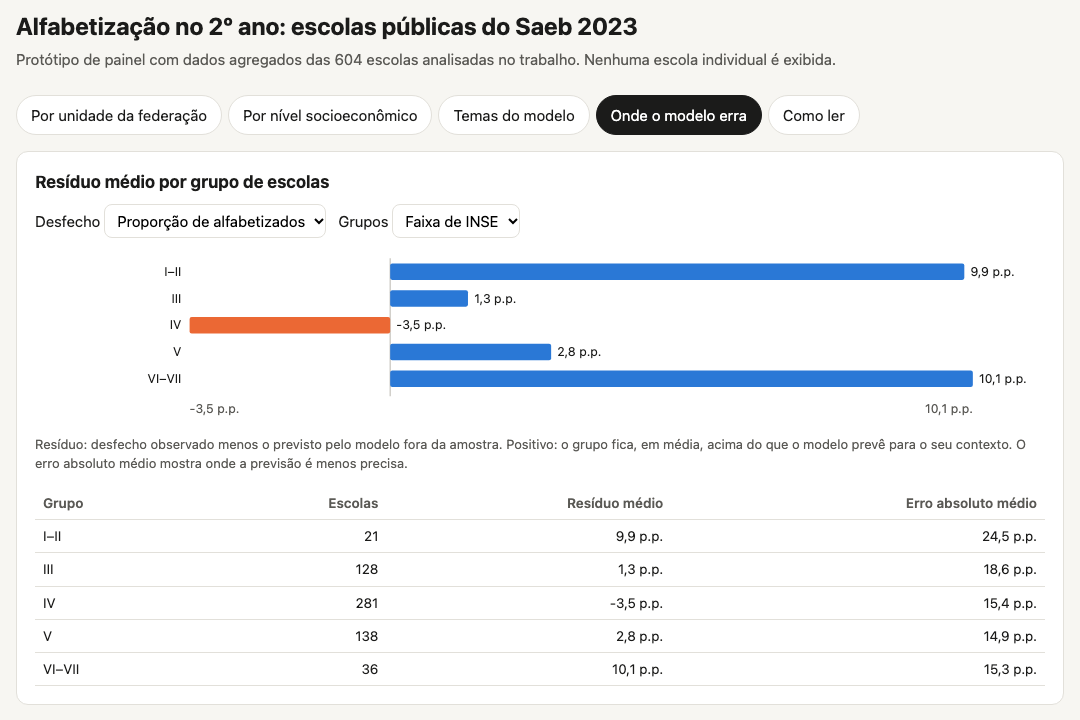 Alfabetização no 2º ano: escolas públicas do Saeb 2023
Protótipo de painel com dados agregados das 604 escolas analisadas no trabalho. Nenhuma escola individual é exibida.
Por unidade da federação
Por nível socioeconômico
Temas do modelo
Onde o modelo erra
Como ler
Resíduo médio por grupo de escolas
Desfecho Proporção de alfabetizados Grupos Faixa de INSE
I–II 9,9 p.p.
III 1,3 p.p.
IV -3,5 p.p.
V 2,8 p.p.
VI–VII 10,1 p.p.
-3,5 p.p. 10,1 p.p.
Resíduo: desfecho observado menos o previsto pelo modelo fora da amostra. Positivo: o grupo fica, em média, acima do que o modelo prevê para o seu contexto. O
erro absoluto médio mostra onde a previsão é menos precisa.
Grupo Escolas Resíduo médio Erro absoluto médio
I–II 21 9,9 p.p. 24,5 p.p.
III 128 1,3 p.p. 18,6 p.p.
IV 281 -3,5 p.p. 15,4 p.p.
V 138 2,8 p.p. 14,9 p.p.
VI–VII 36 10,1 p.p. 15,3 p.p.